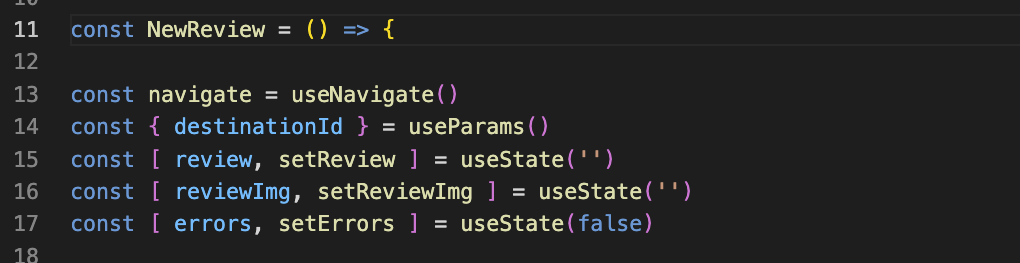 10
11 const NewReview = () => {
12
13 const navigate = useNavigate()
14 const { destinationId } = useParams()
15 const [ review, setReview ] = useState('')
16 const [ reviewImg, setReviewImg ] = useState('')
17 const [ errors, setErrors ] = useState(false)
18